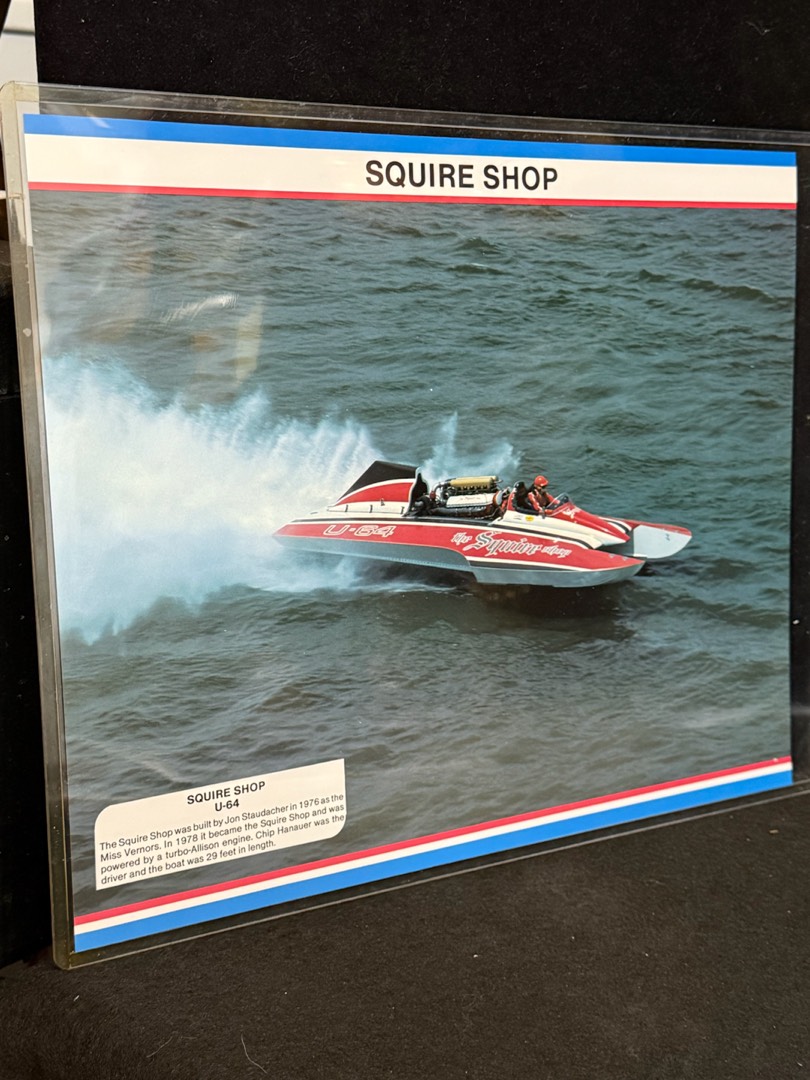 SQUIRE SHOP
U-64
the Squire shop
SQUIRE SHOP
U-64
The Squire Shop was built by Jon Staudacher in 1976 as the
Miss Vernors. In 1978 it became the Squire Shop and was
powered by a turbo-Allison engine. Chip Hanauer was the
driver and the boat was 29 feet in length.